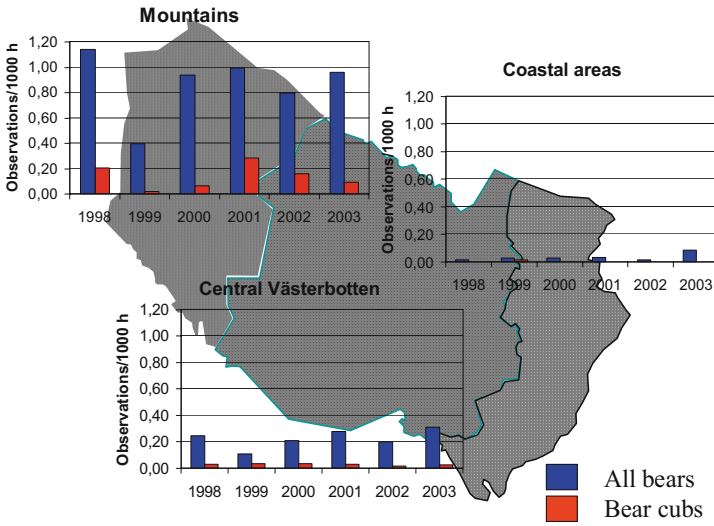 Mountains
Observations/1000 h
1,20
1,00
0,80
0,60
0,40
0,20
0,00
1998 1999 2000 2001 2002 2003
Coastal areas
Observations/1000 h
1,20
1,00
0,80
0,60
0,40
0,20
0,00
1998 1999 2000 2001 2002 2003
Central Västerbotten
Observations/1000 h
1,20
1,00
0,80
0,60
0,40
0,20
0,00
1998 1999 2000 2001 2002 2003
All bears
Bear cubs